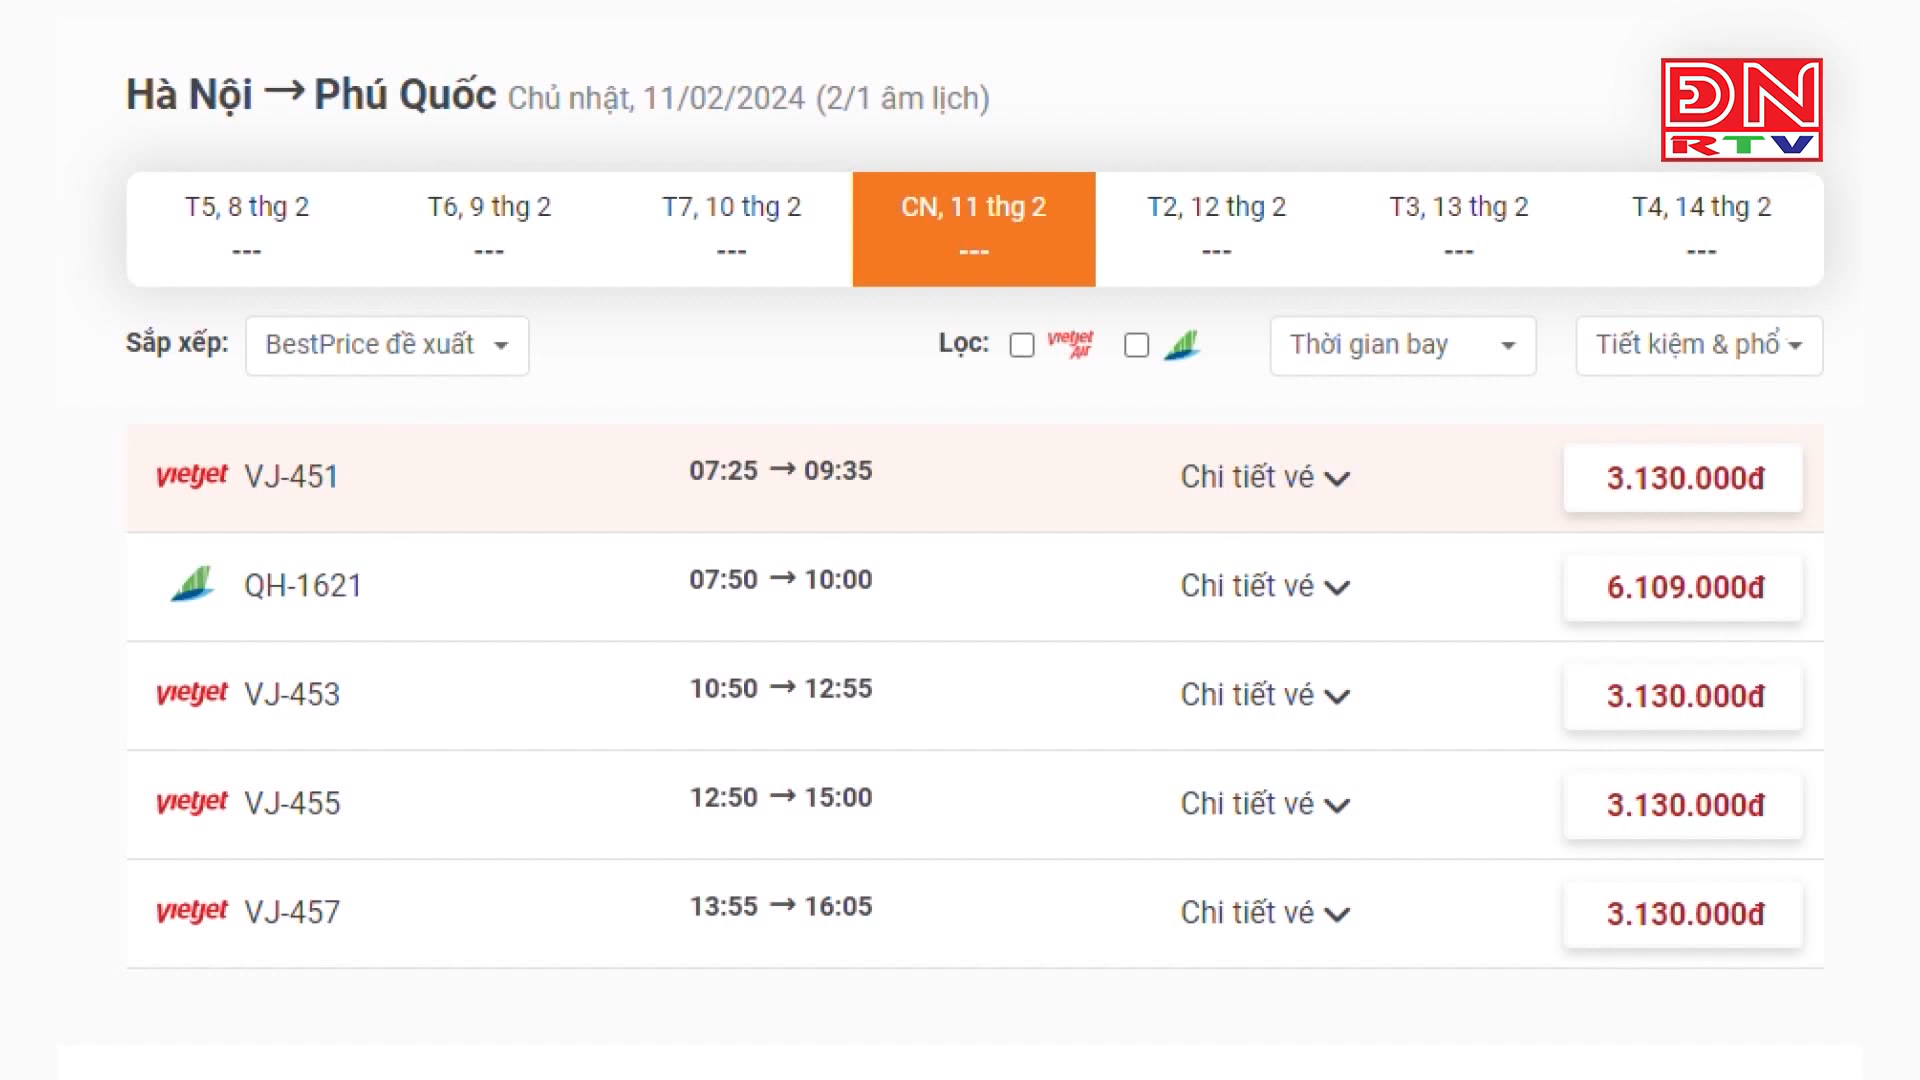 Hà Nội → Phú Quốc Chủ nhật, 11/02/2024 (2/1 âm lịch)
ĐN
RTV
T5, 8 thg 2 T6, 9 thg 2 T7, 10 thg 2 CN, 11 thg 2 T2, 12 thg 2 T3, 13 thg 2 T4, 14 thg 2
--- --- --- --- --- --- ---
Sắp xếp: BestPrice đề xuất Lọc: vietjet Air Thời gian bay Tiết kiệm & phổ
vietjet VJ-451 07:25 → 09:35 Chi tiết vé 3.130.000đ
QH-1621 07:50 → 10:00 Chi tiết vé 6.109.000đ
vietjet VJ-453 10:50 → 12:55 Chi tiết vé 3.130.000đ
vietjet VJ-455 12:50 → 15:00 Chi tiết vé 3.130.000đ
vietjet VJ-457 13:55 → 16:05 Chi tiết vé 3.130.000đ